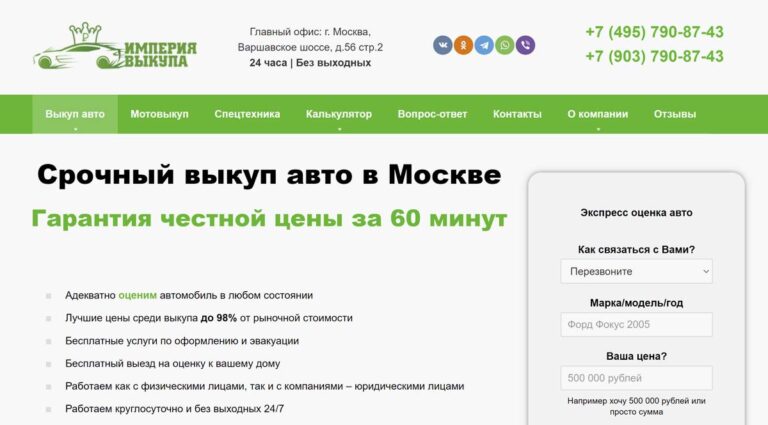 ИМПЕРИЯ
ВЫКУПА
Главный офис: г. Москва,
Варшавское шоссе, д.56 стр.2
24 часа | Без выходных
+7 (495) 790-87-43
+7 (903) 790-87-43
Выкуп авто Мотовыкуп Спецтехника Калькулятор Вопрос-ответ Контакты О компании Отзывы
Срочный выкуп авто в Москве
Гарантия честной цены за 60 минут
Адекватно оценим автомобиль в любом состоянии
Лучшие цены среди выкупа до 98% от рыночной стоимости
Бесплатные услуги по оформлению и эвакуации
Бесплатный выезд на оценку к вашему дому
Работаем как с физическими лицами, так и с компаниями – юридическими лицами
Работаем круглосуточно и без выходных 24/7
Экспресс оценка авто
Как связаться с Вами?
Перезвоните
Марка/модель/год
Форд Фокус 2005
Ваша цена?
500 000 рублей
Например хочу 500 000 рублей или
просто сумма